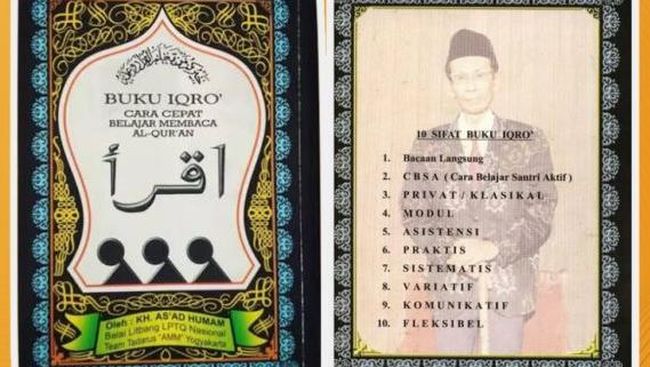 BUKU IQRO'
CARA CEPAT
BELAJAR MEMBACA
AL-QUR'AN
اقرأ
Oleh : KH. AS'AD HUMAM
Balai Litbang LPTQ Nasional
Team Tadarus "AMM" Yogyakarta
10 SIFAT BUKU IQRO'
1. Bacaan Langsung
2. CBSA ( Cara Belajar Santri Aktif )
3. PRIVAT / KLASIKAL
4. MODUL
5. ASISTENSI
6. PRAKTIS
7. SISTEMATIS
8. VARIATIF
9. KOMUNIKATIF
10. FLEKSIBEL